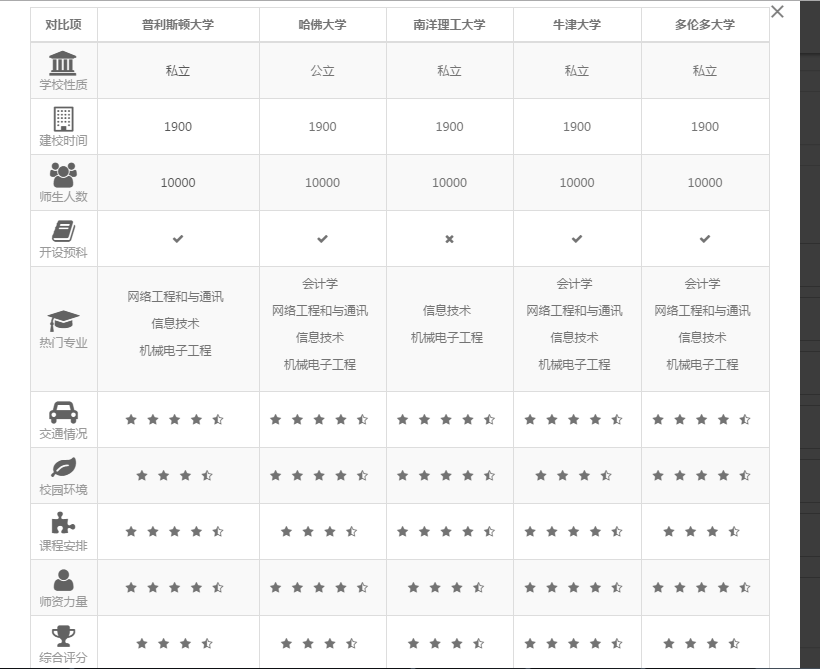 对比项 普利斯顿大学 哈佛大学 南洋理工大学 牛津大学 多伦多大学
学校性质 私立 公立 私立 私立 私立
建校时间 1900 1900 1900 1900 1900
师生人数 10000 10000 10000 10000 10000
开设预科
热门专业
网络工程和与通讯
信息技术
机械电子工程
会计学
网络工程和与通讯
信息技术
机械电子工程
信息技术
机械电子工程
会计学
网络工程和与通讯
信息技术
机械电子工程
会计学
网络工程和与通讯
信息技术
机械电子工程
交通情况
校园环境
课程安排
师资力量
综合评分